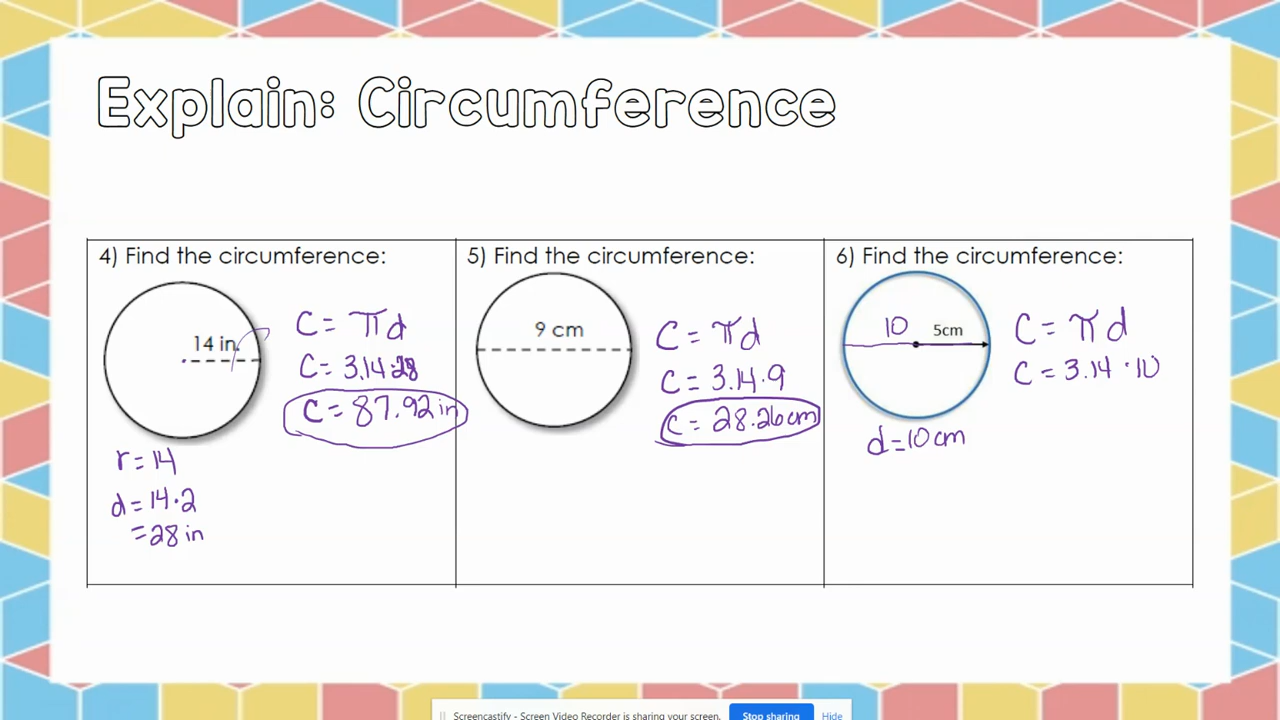 Explain: Circumference
4) Find the circumference:
14 in.
C = πd
C = 3.14·28
C = 87.92 in
r = 14
d = 14·2
= 28 in
5) Find the circumference:
9 cm
C = πd
C = 3.14·9
C = 28.26cm
6) Find the circumference:
10
5cm
C = πd
C = 3.14·10
d = 10 cm
Screencastify - Screen Video Recorder is sharing your screen.
Stop sharing
Hide